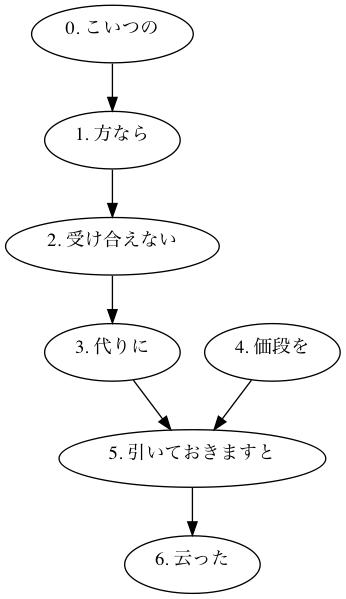 0. こいつの
1. 方なら
2. 受け合えない
3. 代りに
4. 価段を
5. 引いておきますと
6. 云った